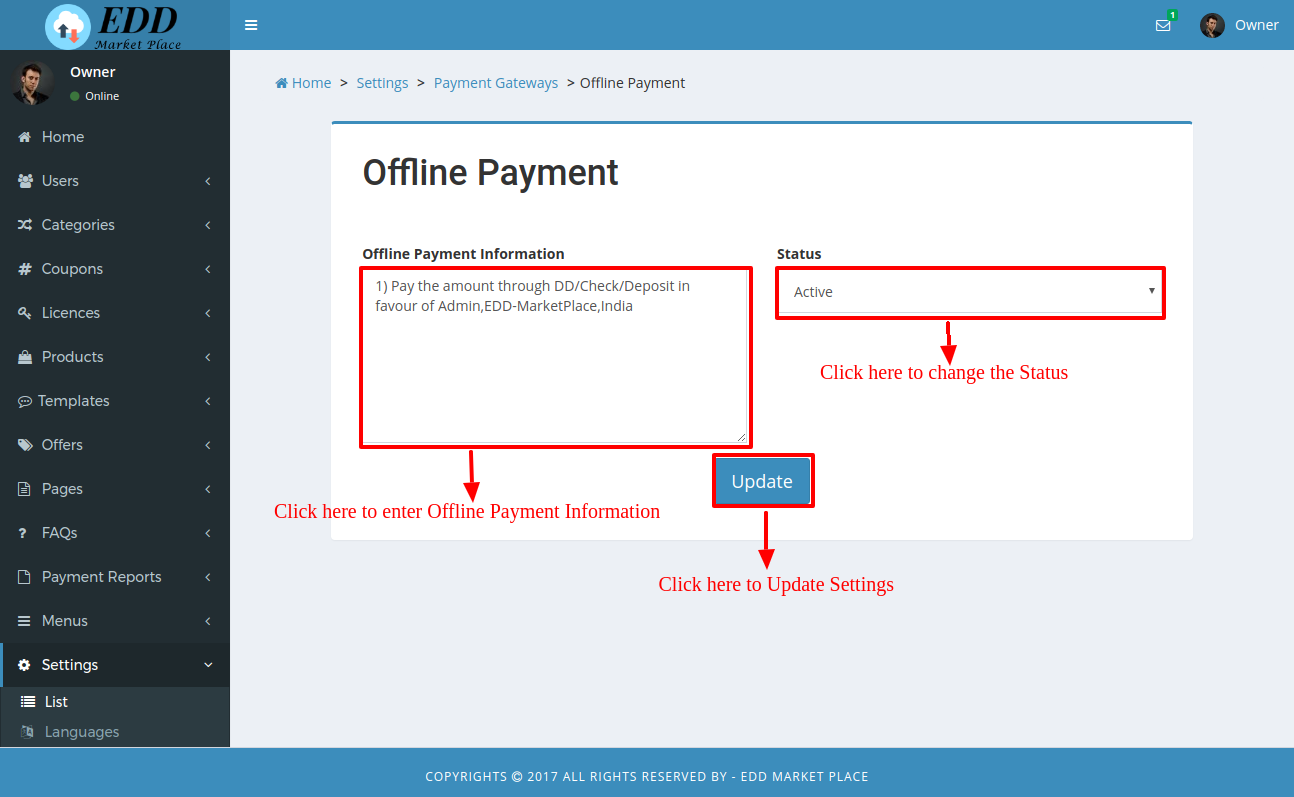 EDD
Market Place
1
Owner
Owner
Online
Home
Users
Categories
Coupons
Licences
Products
Templates
Offers
Pages
FAQs
Payment Reports
Menus
Settings
List
Languages
Home > Settings > Payment Gateways > Offline Payment
Offline Payment
Offline Payment Information
1) Pay the amount through DD/Check/Deposit in
favour of Admin,EDD-MarketPlace,India
Status
Active
Click here to change the Status
Update
Click here to enter Offline Payment Information
Click here to Update Settings
COPYRIGHTS © 2017 ALL RIGHTS RESERVED BY - EDD MARKET PLACE